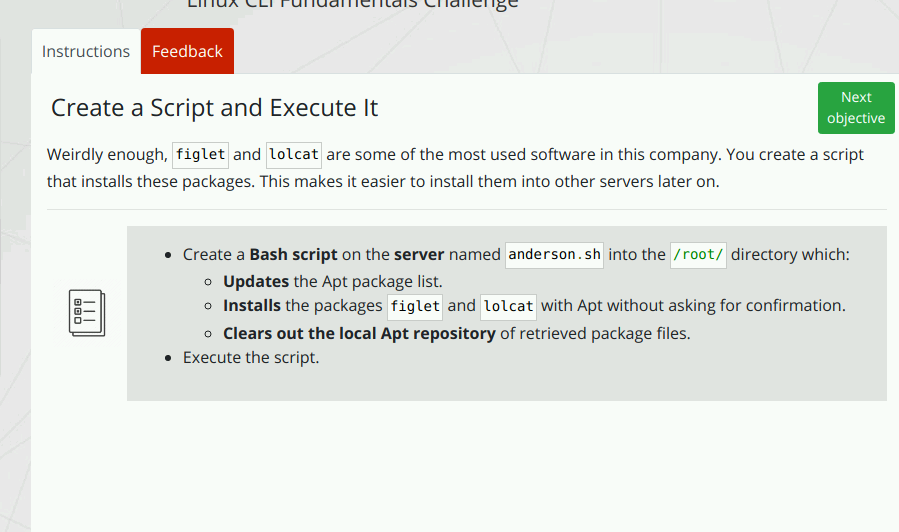 Linux CLI Fundamentals Challenge
Instructions
Feedback
Create a Script and Execute It
Next
objective
Weirdly enough, figlet and lolcat are some of the most used software in this company. You create a script
that installs these packages. This makes it easier to install them into other servers later on.
• Create a Bash script on the server named anderson.sh into the /root/ directory which:
◦ Updates the Apt package list.
◦ Installs the packages figlet and lolcat with Apt without asking for confirmation.
◦ Clears out the local Apt repository of retrieved package files.
• Execute the script.